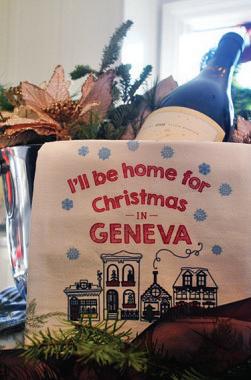 I'll be home for
Christmas
IN
GENEVA